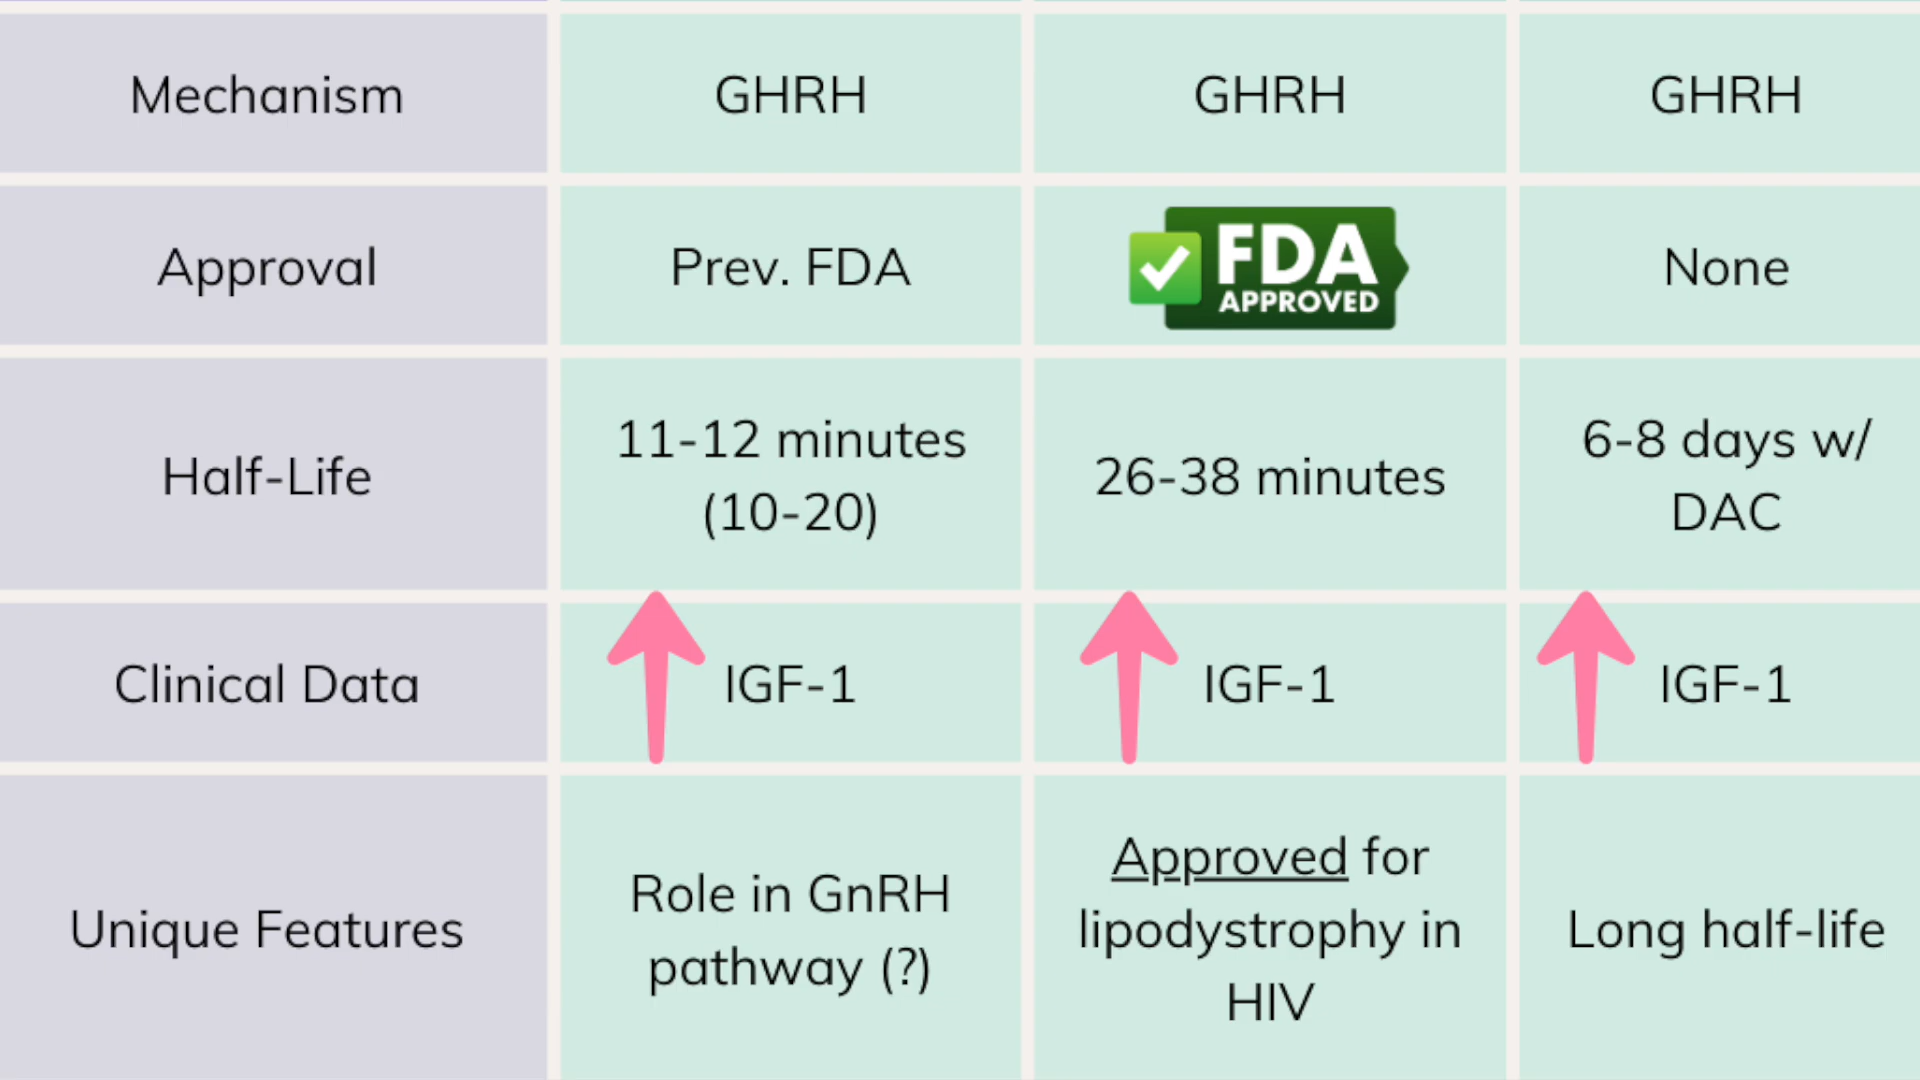 Mechanism
GHRH
GHRH
GHRH
Approval
Prev. FDA
FDA
APPROVED
None
Half-Life
11-12 minutes
(10-20)
26-38 minutes
6-8 days w/
DAC
Clinical Data
IGF-1
IGF-1
IGF-1
Unique Features
Role in GnRH
pathway (?)
Approved for
lipodystrophy in
HIV
Long half-life